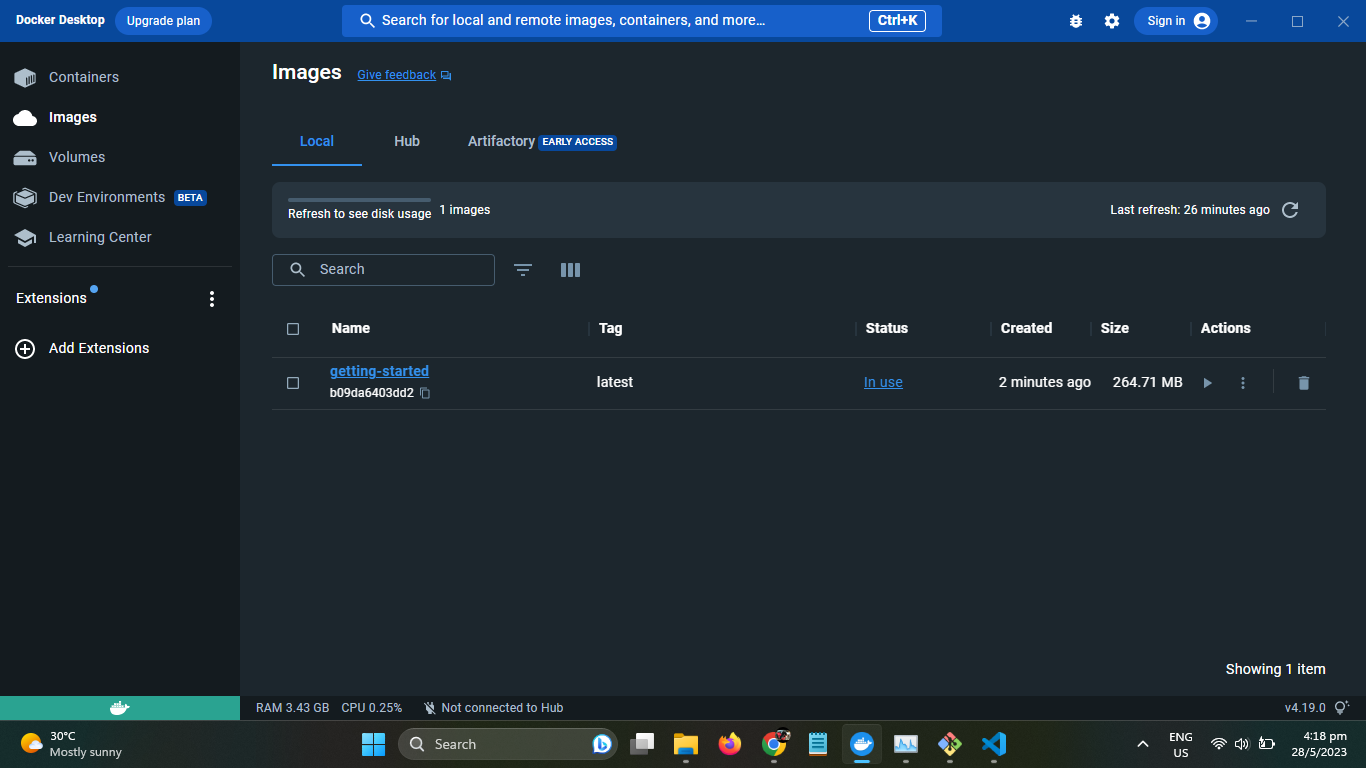 Docker Desktop Upgrade plan Search for local and remote images, containers, and more... Ctrl+K Sign in
Containers
Images
Volumes
Dev Environments BETA
Learning Center
Extensions
Add Extensions
Images Give feedback
Local Hub Artifactory EARLY ACCESS
Refresh to see disk usage 1 images Last refresh: 26 minutes ago
Search
Name Tag Status Created Size Actions
getting-started
b09da6403dd2
latest In use 2 minutes ago 264.71 MB
Showing 1 item
RAM 3.43 GB CPU 0.25% Not connected to Hub v4.19.0
30°C
Mostly sunny
Search
ENG
US
4:18 pm
28/5/2023